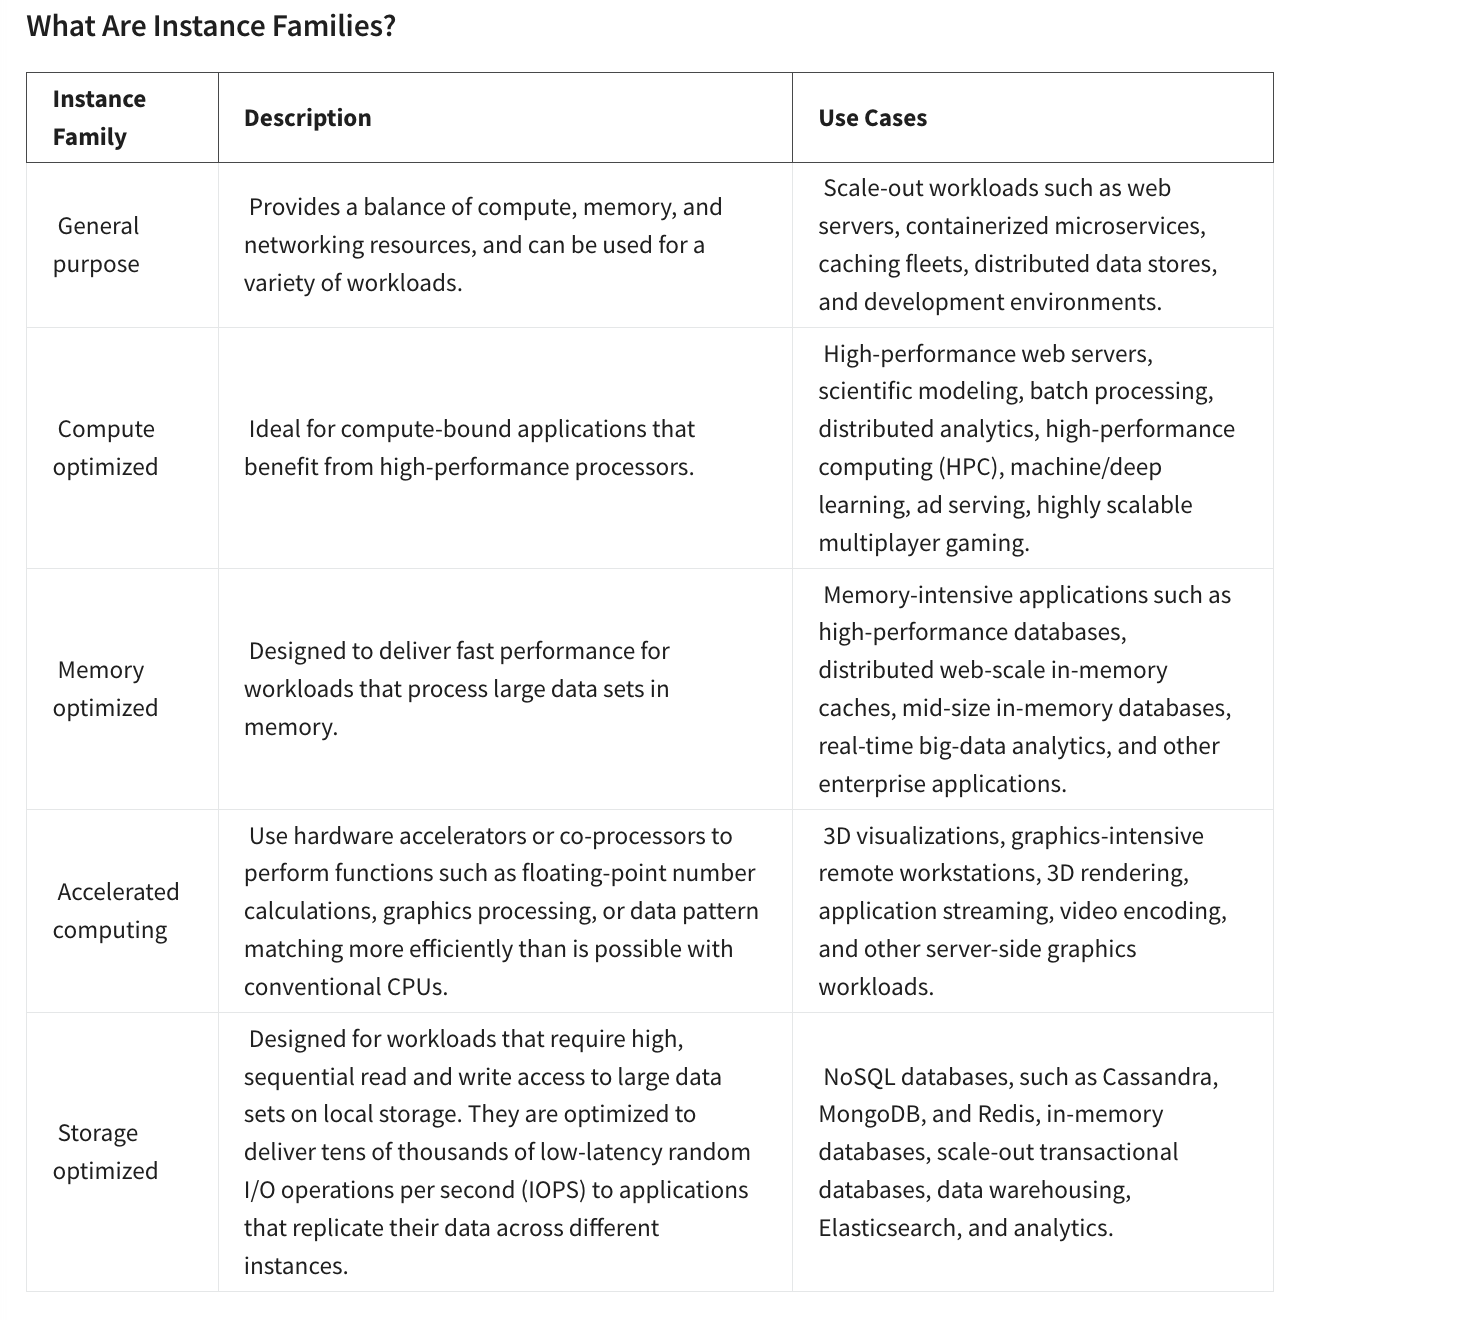 What Are Instance Families?
Instance
Family
Description
Use Cases
General
purpose
Provides a balance of compute, memory, and
networking resources, and can be used for a
variety of workloads.
Scale-out workloads such as web
servers, containerized microservices,
caching fleets, distributed data stores,
and development environments.
Compute
optimized
Ideal for compute-bound applications that
benefit from high-performance processors.
High-performance web servers,
scientific modeling, batch processing,
distributed analytics, high-performance
computing (HPC), machine/deep
learning, ad serving, highly scalable
multiplayer gaming.
Memory
optimized
Designed to deliver fast performance for
workloads that process large data sets in
memory.
Memory-intensive applications such as
high-performance databases,
distributed web-scale in-memory
caches, mid-size in-memory databases,
real-time big-data analytics, and other
enterprise applications.
Accelerated
computing
Use hardware accelerators or co-processors to
perform functions such as floating-point number
calculations, graphics processing, or data pattern
matching more efficiently than is possible with
conventional CPUs.
3D visualizations, graphics-intensive
remote workstations, 3D rendering,
application streaming, video encoding,
and other server-side graphics
workloads.
Storage
optimized
Designed for workloads that require high,
sequential read and write access to large data
sets on local storage. They are optimized to
deliver tens of thousands of low-latency random
I/O operations per second (IOPS) to applications
that replicate their data across different
instances.
NoSQL databases, such as Cassandra,
MongoDB, and Redis, in-memory
databases, scale-out transactional
databases, data warehousing,
Elasticsearch, and analytics.